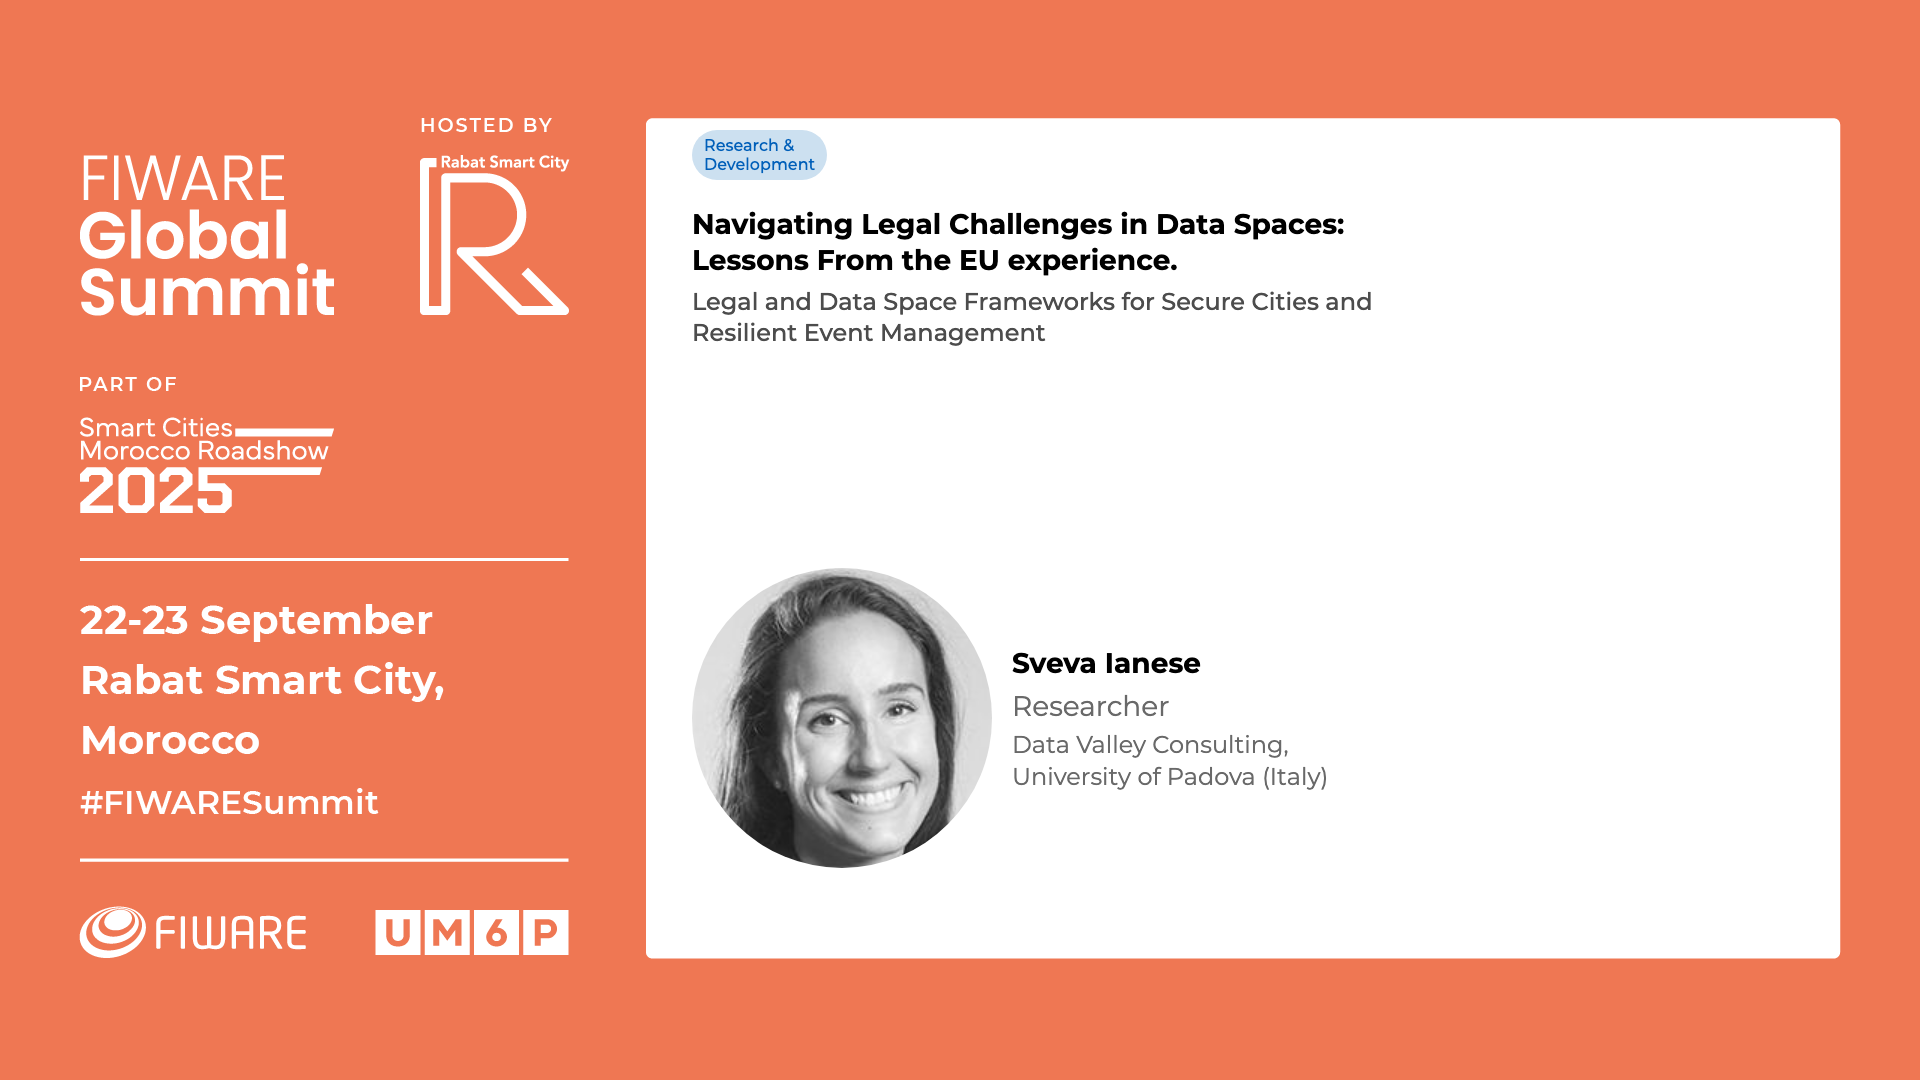 FIWARE
Global
Summit
HOSTED BY
Rabat Smart City
R
PART OF
Smart Cities
Morocco Roadshow
2025
22-23 September
Rabat Smart City,
Morocco
#FIWARESummit
FIWARE
UM6P
Research &
Development
Navigating Legal Challenges in Data Spaces:
Lessons From the EU experience.
Legal and Data Space Frameworks for Secure Cities and
Resilient Event Management
Sveva Ianese
Researcher
Data Valley Consulting,
University of Padova (Italy)